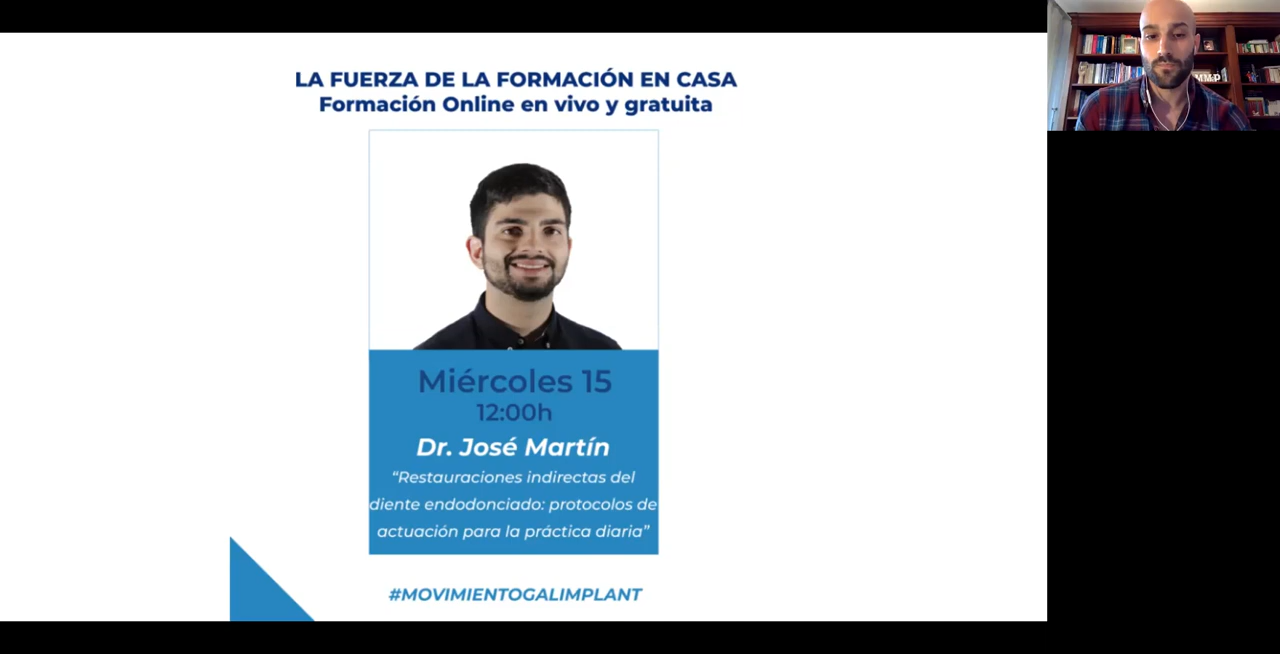 LA FUERZA DE LA FORMACIÓN EN CASA
Formación Online en vivo y gratuita
Miércoles 15
12:00h
Dr. José Martín
“Restauraciones indirectas del
diente endodonciado: protocolos de
actuación para la práctica diaria”
#MOVIMIENTOGALIMPLANT